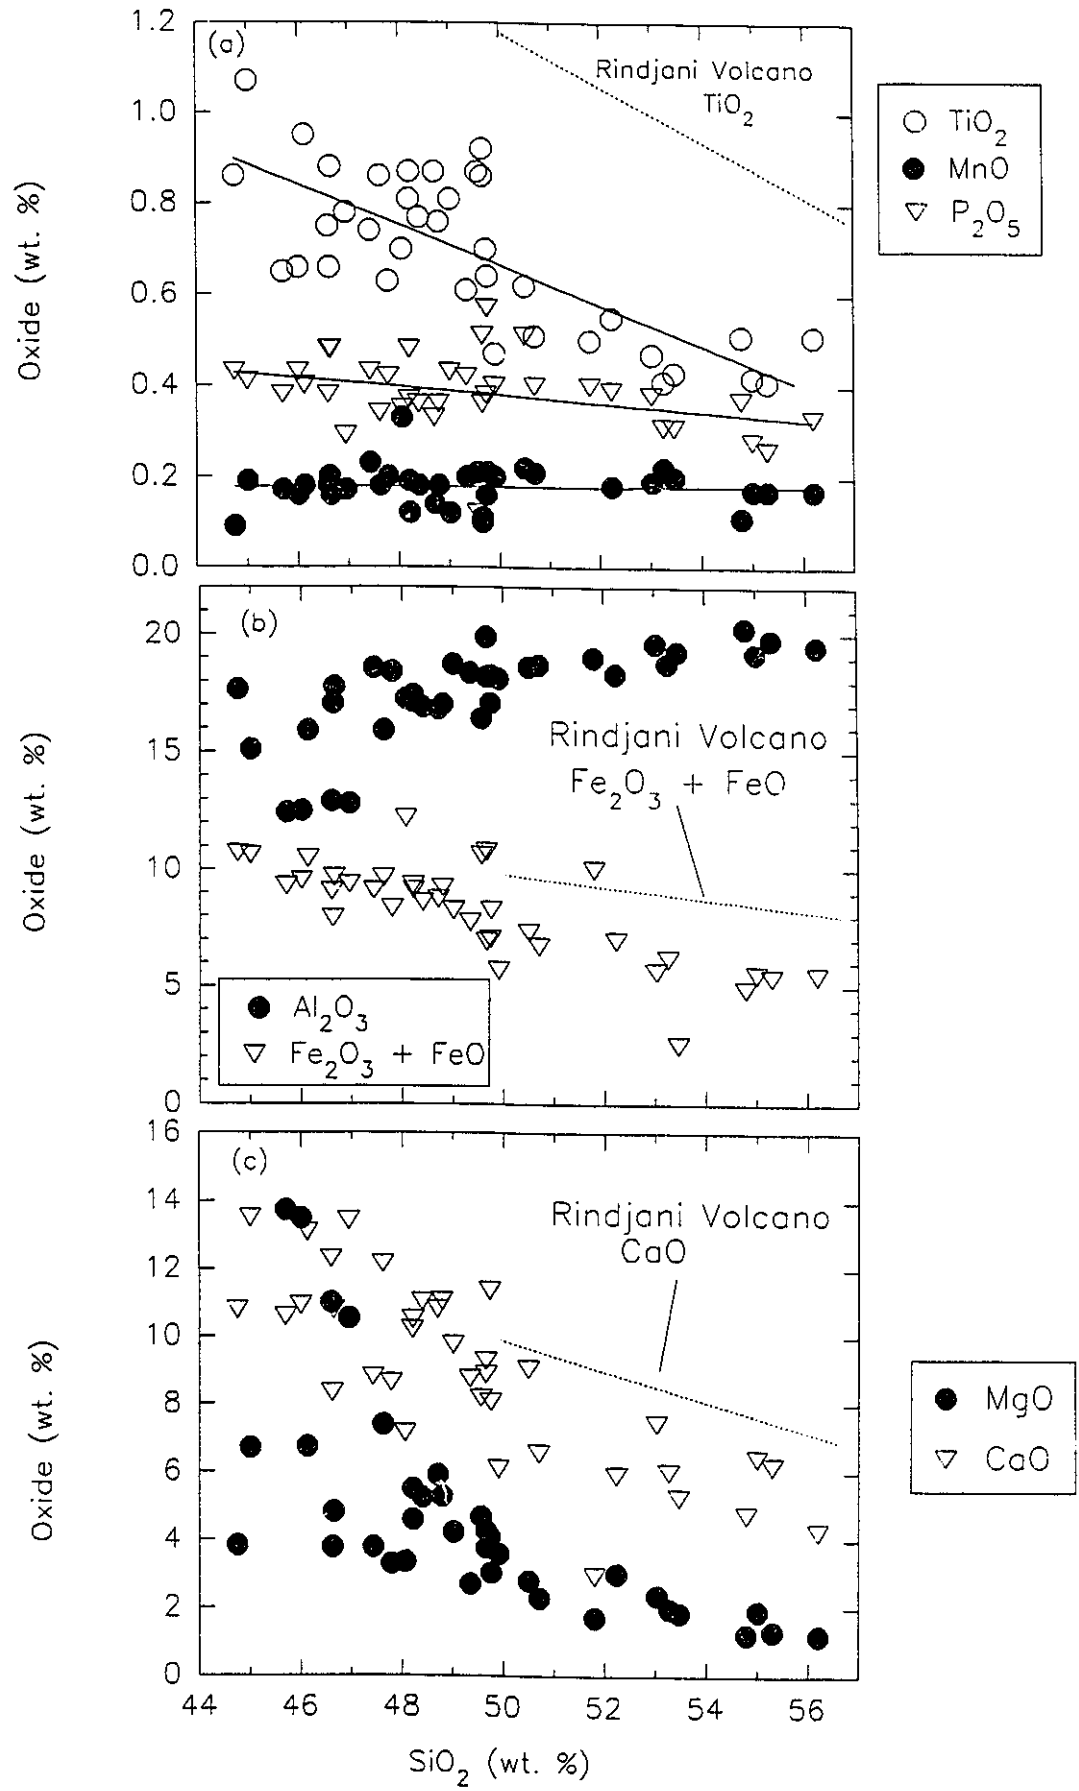 1.2
(a)
Rindjani Volcano
TiO2
1.0
0.8
0.6
0.4
0.2
0.0
Oxide (wt. %)
TiO2
MnO
P2O5
(b)
20
15
10
5
0
Oxide (wt. %)
Rindjani Volcano
Fe2O3 + FeO
Al2O3
Fe2O3 + FeO
16
(c)
14
12
10
8
6
4
2
0
Oxide (wt. %)
Rindjani Volcano
CaO
MgO
CaO
44 46 48 50 52 54 56
SiO2 (wt. %)